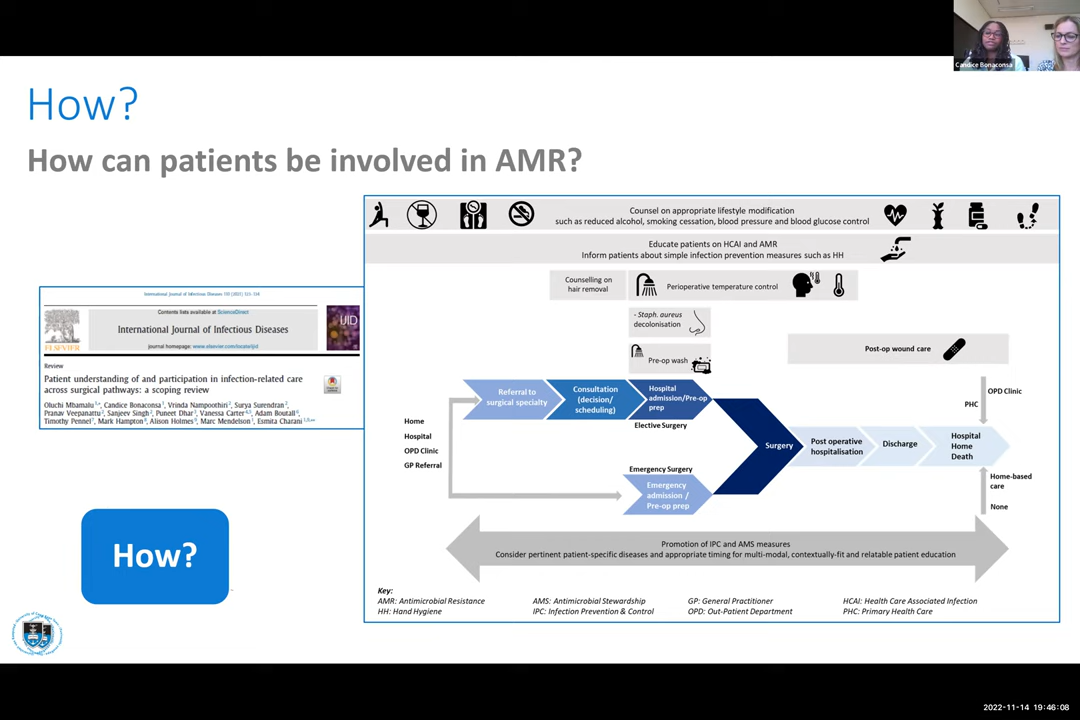 Candice Bonaconsa
How?
How can patients be involved in AMR?
International Journal of Infectious Diseases
Contents lists available at ScienceDirect
International Journal of Infectious Diseases
journal homepage: www.elsevier.com/locate/ijid
ELSEVIER
IJID
Review
Patient understanding of and participation in infection-related care
across surgical pathways: a scoping review
Oluchi Mbamalu, Candice Bonaconsa, Vrinda Nampoothiri, Surya Surendran,
Pranav Veepanattu, Sanjeev Singh, Puneet Dhar, Vanessa Carter, Adam Boutall,
Timothy Pennel, Mark Hampton, Alison Holmes, Marc Mendelson, Esmita Charani
How?
Counsel on appropriate lifestyle modification
such as reduced alcohol, smoking cessation, blood pressure and blood glucose control
Educate patients on HCAI and AMR
Inform patients about simple infection prevention measures such as HH
Counselling on
hair removal
Perioperative temperature control
- Staph. aureus
decolonisation
Pre-op wash
Post-op wound care
Referral to
surgical specialty
Consultation
(decision/
scheduling)
Hospital
admission/Pre-op
prep
Elective Surgery
Home
Hospital
OPD Clinic
GP Referral
Emergency Surgery
Emergency
admission /
Pre-op prep
Surgery
Post operative
hospitalisation
Discharge
Hospital
Home
Death
OPD Clinic
PHC
Home-based
care
None
Promotion of IPC and AMS measures
Consider pertinent patient-specific diseases and appropriate timing for multi-modal, contextually-fit and relatable patient education
Key:
AMR: Antimicrobial Resistance
HH: Hand Hygiene
AMS: Antimicrobial Stewardship
IPC: Infection Prevention & Control
GP: General Practitioner
OPD: Out-Patient Department
HCAI: Health Care Associated Infection
PHC: Primary Health Care
2022-11-14 19:46:08